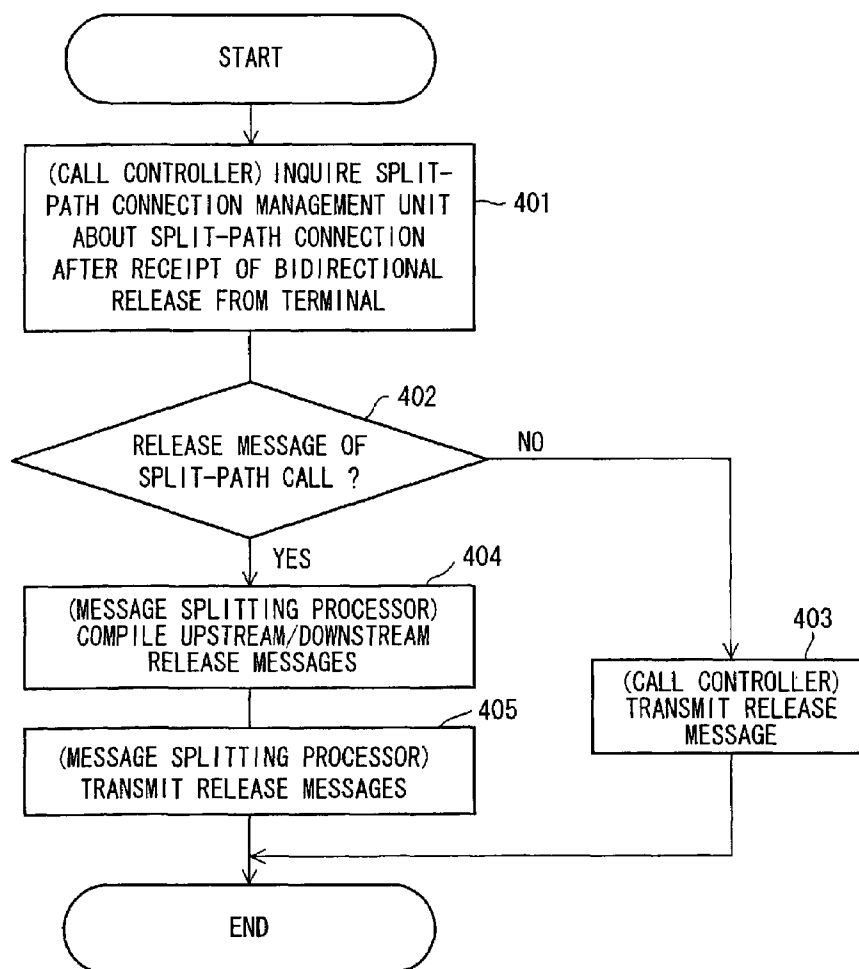 START
(CALL CONTROLLER) INQUIRE SPLIT-
PATH CONNECTION MANAGEMENT UNIT
ABOUT SPLIT-PATH CONNECTION
AFTER RECEIPT OF BIDIRECTIONAL
RELEASE FROM TERMINAL
401
402
RELEASE MESSAGE OF
SPLIT-PATH CALL ?
NO
YES
404
(MESSAGE SPLITTING PROCESSOR)
COMPILE UPSTREAM/DOWNSTREAM
RELEASE MESSAGES
403
(CALL CONTROLLER)
TRANSMIT RELEASE
MESSAGE
405
(MESSAGE SPLITTING PROCESSOR)
TRANSMIT RELEASE MESSAGES
END